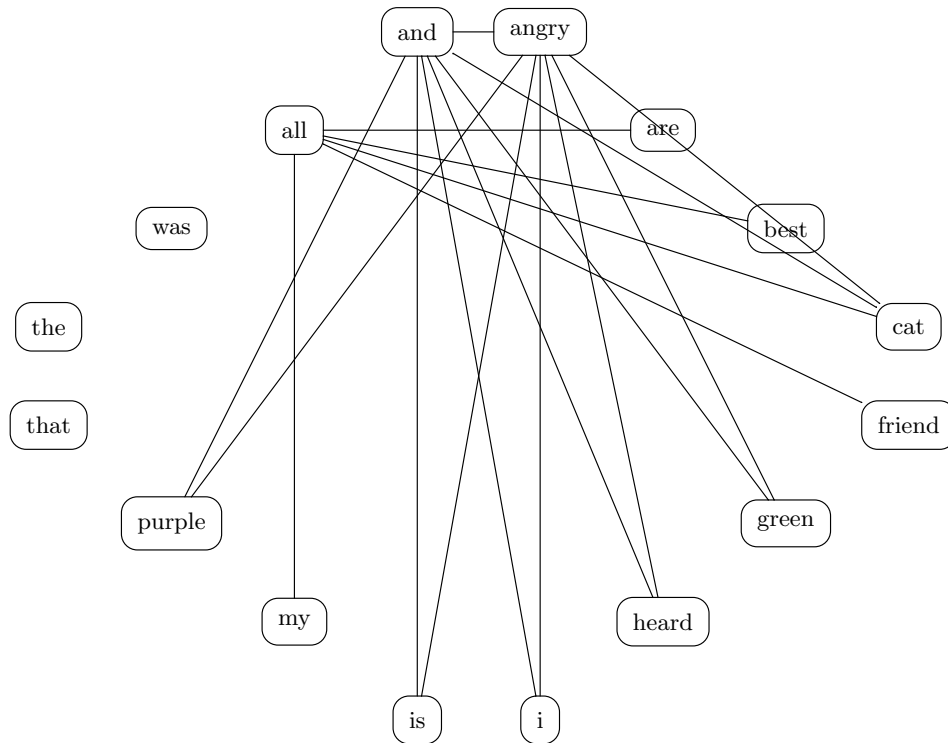 and angry
all are
was best
the cat
that friend
purple green
my heard
is i